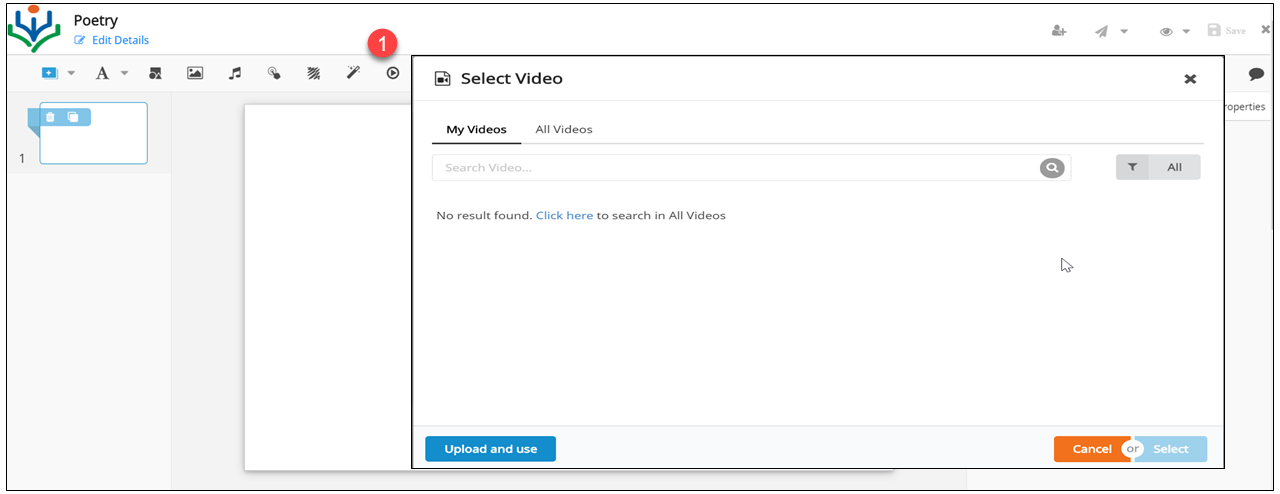 Poetry
Edit Details
Save
1
A
Select Video
roperties
My Videos All Videos
Search Video...
All
1
No result found. Click here to search in All Videos
Upload and use
Cancel or Select